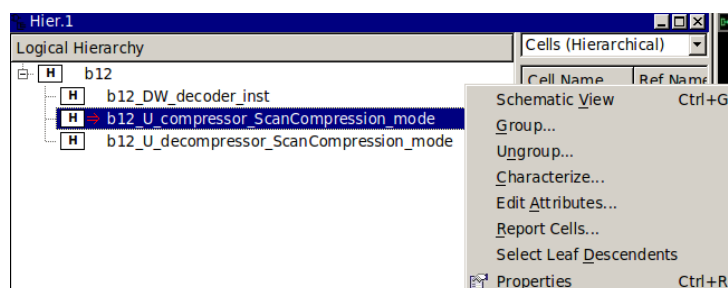 Hier.1
Logical Hierarchy
Cells (Hierarchical)
H b12
Cell Name Ref Name
H b12_DW_decoder_inst
H ⇒ b12_U_compressor_ScanCompression_mode
H b12_U_decompressor_ScanCompression_mode
Schematic View Ctrl+G
Group...
Ungroup...
Characterize...
Edit Attributes...
Report Cells...
Select Leaf Descendents
Properties Ctrl+R